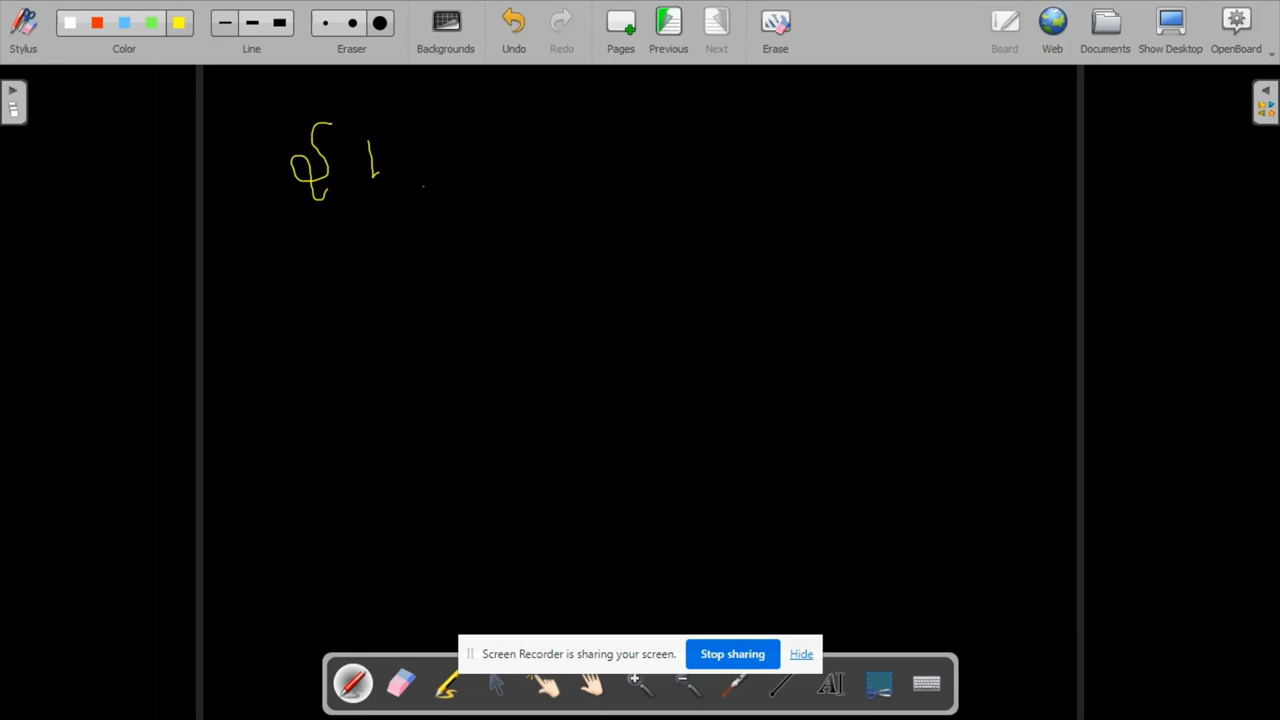 Stylus
Color
Line
Eraser
Backgrounds
Undo
Redo
Pages
Previous
Next
Erase
Board
Web
Documents
Show Desktop
OpenBoard
Screen Recorder is sharing your screen.
Stop sharing
Hide
AI